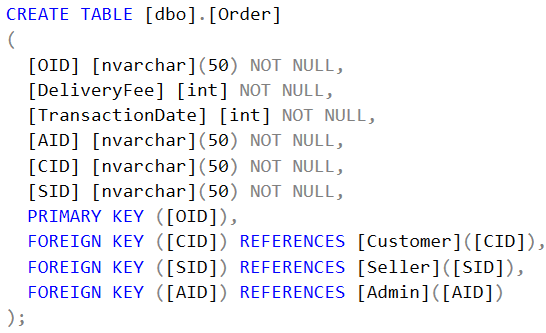 CREATE TABLE [dbo].[Order]
(
[OID] [nvarchar](50) NOT NULL,
[DeliveryFee] [int] NOT NULL,
[TransactionDate] [int] NOT NULL,
[AID] [nvarchar](50) NOT NULL,
[CID] [nvarchar](50) NOT NULL,
[SID] [nvarchar](50) NOT NULL,
PRIMARY KEY ([OID]),
FOREIGN KEY ([CID]) REFERENCES [Customer]([CID]),
FOREIGN KEY ([SID]) REFERENCES [Seller]([SID]),
FOREIGN KEY ([AID]) REFERENCES [Admin]([AID])
);